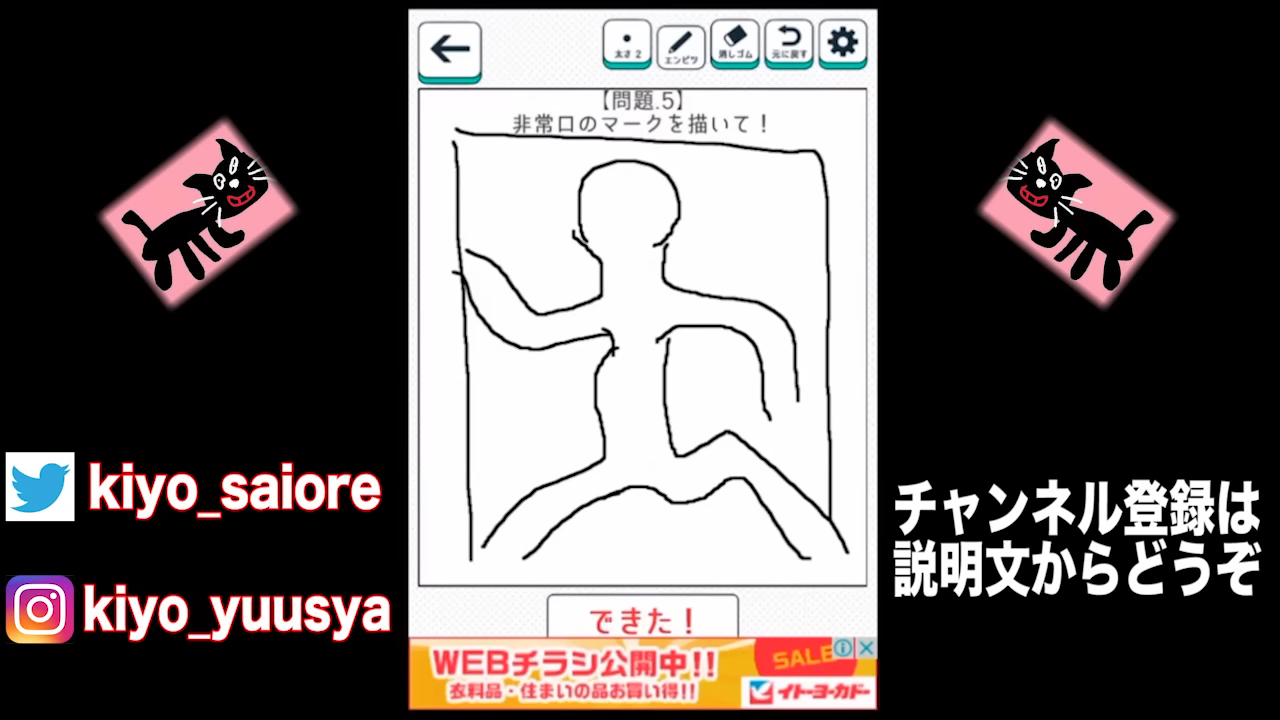 太さ 2
エンピツ
消しゴム
元に戻す
【問題.5】
非常口のマークを描いて！
kiyo_saiore
kiyo_yuusya
チャンネル登録は
説明文からどうぞ
できた！
WEBチラシ公開中!!
衣料品・住まいの品お買い得!!
SALE
イトーヨーカドー